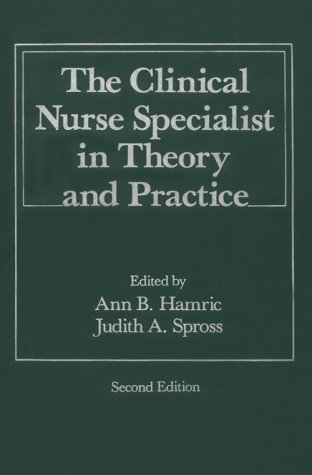 The Clinical
Nurse Specialist
in Theory
and Practice
Edited by
Ann B. Hamric
Judith A. Spross
Second Edition